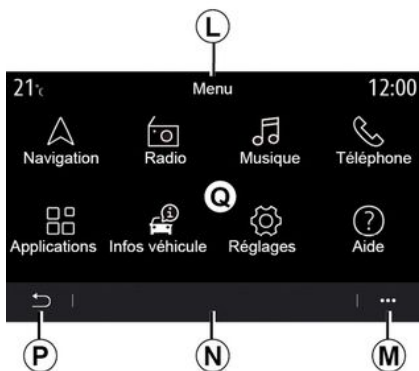 L
21°c Menu 12:00
Navigation Radio Musique Téléphone
Q
Applications Infos véhicule Réglages Aide
P N M